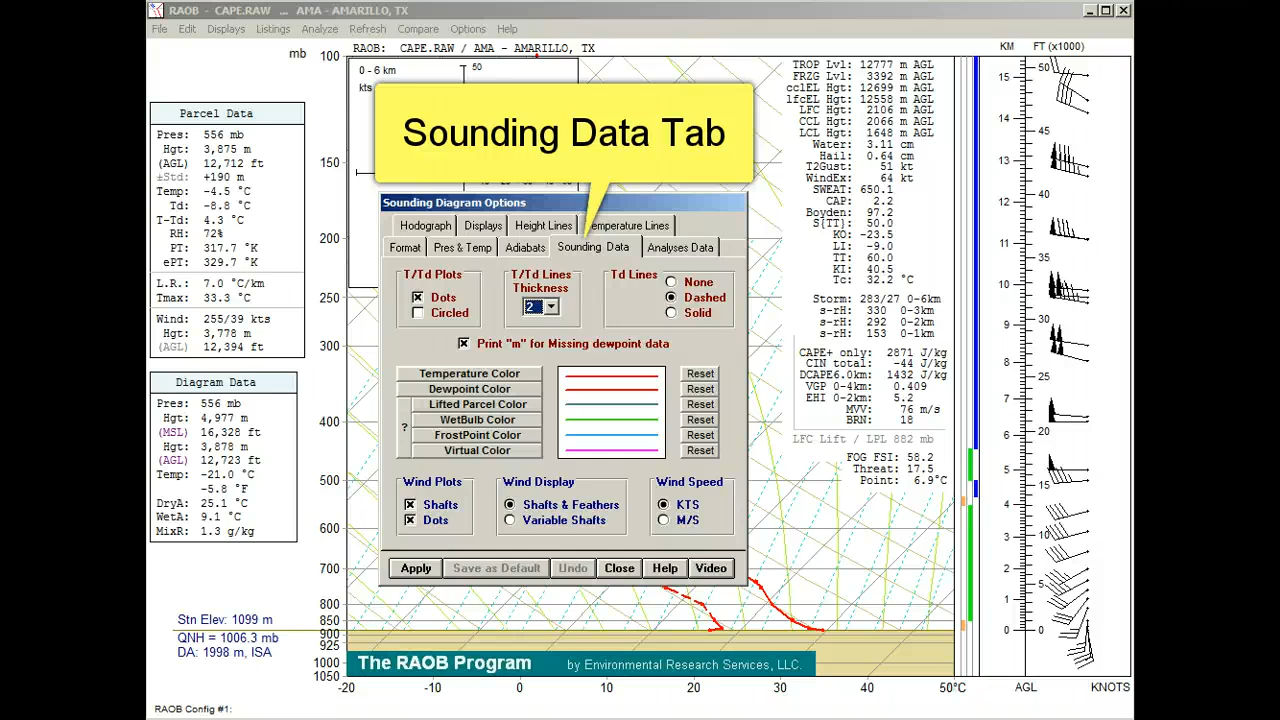 RAOB - CAPE.RAW ... AMA - AMARILLO, TX
File Edit Displays Listings Analyze Refresh Compare Options Help
mb
RAOB: CAPE.RAW / AMA - AMARILLO, TX
KM FT (x1000)
0 - 6 km
kts
50
Sounding Data Tab
Parcel Data
Pres: 556 mb
Hgt: 3,875 m
(AGL) 12,712 ft
±Std: +190 m
Temp: -4.5 °C
Td: -8.8 °C
T-Td: 4.3 °C
RH: 72%
PT: 317.7 °K
ePT: 329.7 °K
L.R.: 7.0 °C/km
Tmax: 33.3 °C
Wind: 255/39 kts
Hgt: 3,778 m
(AGL) 12,394 ft
Diagram Data
Pres: 556 mb
Hgt: 4,977 m
(MSL) 16,328 ft
Hgt: 3,878 m
(AGL) 12,723 ft
Temp: -21.0 °C
-5.8 °F
DryA: 25.1 °C
WetA: 9.1 °C
MixR: 1.3 g/kg
Stn Elev: 1099 m
QNH = 1006.3 mb
DA: 1998 m, ISA
100
150
200
250
300
400
500
600
700
800
850
900
925
1000
1050
Sounding Diagram Options
Hodograph Displays Height Lines Temperature Lines
Format Pres & Temp Adiabats Sounding Data Analyses Data
T/Td Plots
Dots
Circled
T/Td Lines
Thickness
2
Td Lines
None
Dashed
Solid
Print "m" for Missing dewpoint data
Temperature Color Reset
Dewpoint Color Reset
Lifted Parcel Color Reset
WetBulb Color Reset
? FrostPoint Color Reset
Virtual Color Reset
Wind Plots
Shafts
Dots
Wind Display
Shafts & Feathers
Variable Shafts
Wind Speed
KTS
M/S
Apply Save as Default Undo Close Help Video
TROP Lvl: 12777 m AGL
FRZG Lvl: 3392 m AGL
cclEL Hgt: 12699 m AGL
lfcEL Hgt: 12558 m AGL
LFC Hgt: 2106 m AGL
CCL Hgt: 2066 m AGL
LCL Hgt: 1648 m AGL
Water: 3.11 cm
Hail: 0.64 cm
T2Gust: 51 kt
WindEx: 64 kt
SWEAT: 650.1
CAP: 2.2
Boyden: 97.2
S{TT}: 50.0
KO: -23.5
LI: -9.0
TT: 60.0
KI: 40.5
Tc: 32.2 °C
Storm: 283/27 0-6km
s-rH: 330 0-3km
s-rH: 292 0-2km
s-rH: 153 0-1km
CAPE+ only: 2871 J/kg
CIN total: -44 J/kg
DCAPE6.0km: 1432 J/kg
VGP 0-4km: 0.409
EHI 0-2km: 5.2
MVV: 76 m/s
BRN: 18
LFC Lift / LPL 882 mb
FOG FSI: 58.2
Threat: 17.5
Point: 6.9°C
15
14
13
12
11
10
9
8
7
6
5
4
3
2
1
0
50
45
40
35
30
25
20
15
10
5
0
The RAOB Program by Environmental Research Services, LLC.
-20 -10 0 10 20 30 40 50°C AGL KNOTS
RAOB Config #1: